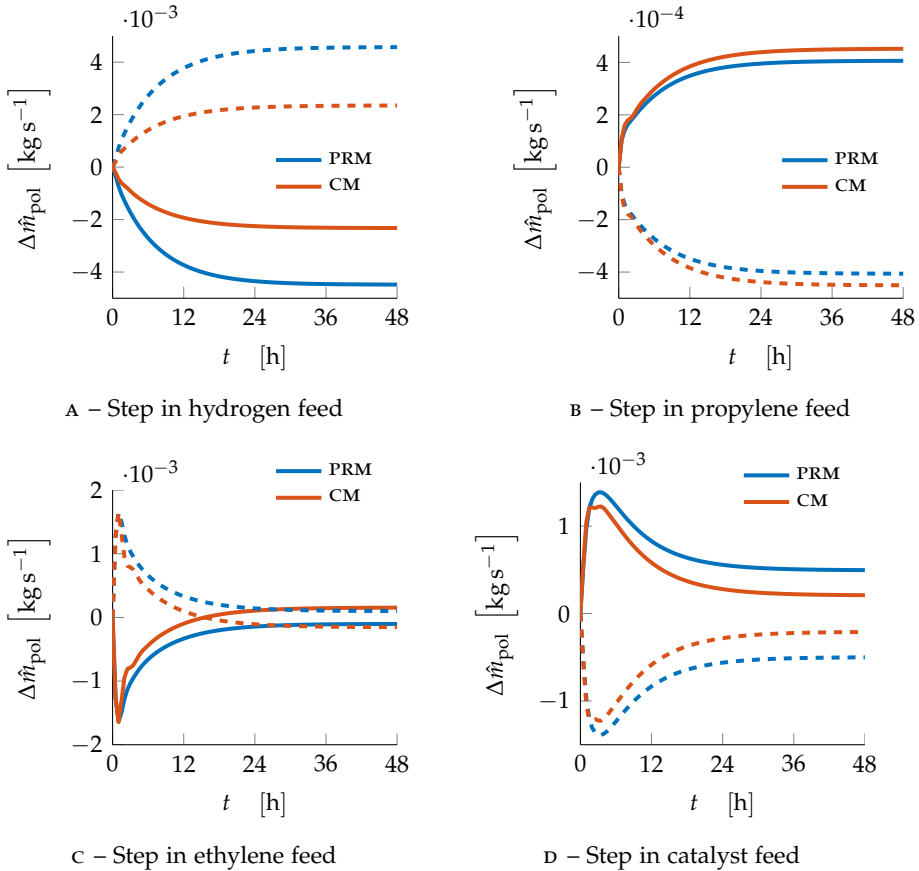 ·10−3
4
2
0
−2
−4
0 12 24 36 48
Δm̂pol [kg s−1]
t [h]
PRM
CM
A – Step in hydrogen feed
·10−4
4
2
0
−2
−4
0 12 24 36 48
Δm̂pol [kg s−1]
t [h]
PRM
CM
B – Step in propylene feed
·10−3
PRM
CM
2
1
0
−1
−2
0 12 24 36 48
Δm̂pol [kg s−1]
t [h]
C – Step in ethylene feed
·10−3
PRM
CM
1
0
−1
0 12 24 36 48
Δm̂pol [kg s−1]
t [h]
D – Step in catalyst feed